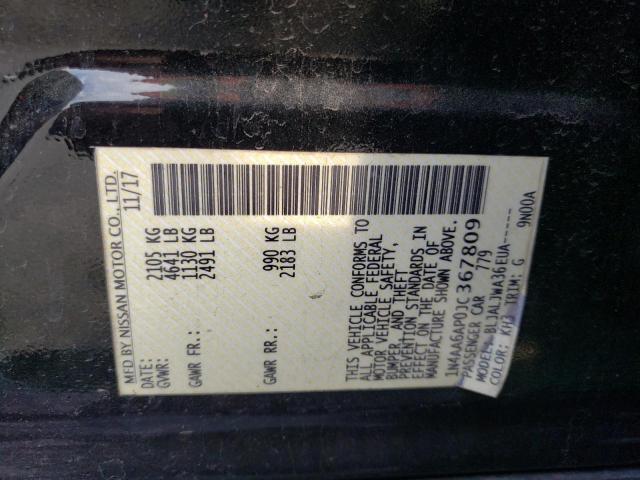 MFD BY NISSAN MOTOR CO., LTD.
DATE: 11/17
GVWR: 2105 KG
4641 LB
GAWR FR.: 1130 KG
2491 LB
GAWR RR.: 990 KG
2183 LB
THIS VEHICLE CONFORMS TO
ALL APPLICABLE FEDERAL
MOTOR VEHICLE SAFETY,
BUMPER, AND THEFT
PREVENTION STANDARDS IN
EFFECT ON THE DATE OF
MANUFACTURE SHOWN ABOVE.
1N4AA6AP0JC367809
PASSENGER CAR 779
MODEL: BLJALJWA36EUA-----
COLOR: KH3 TRIM: G 9N00A